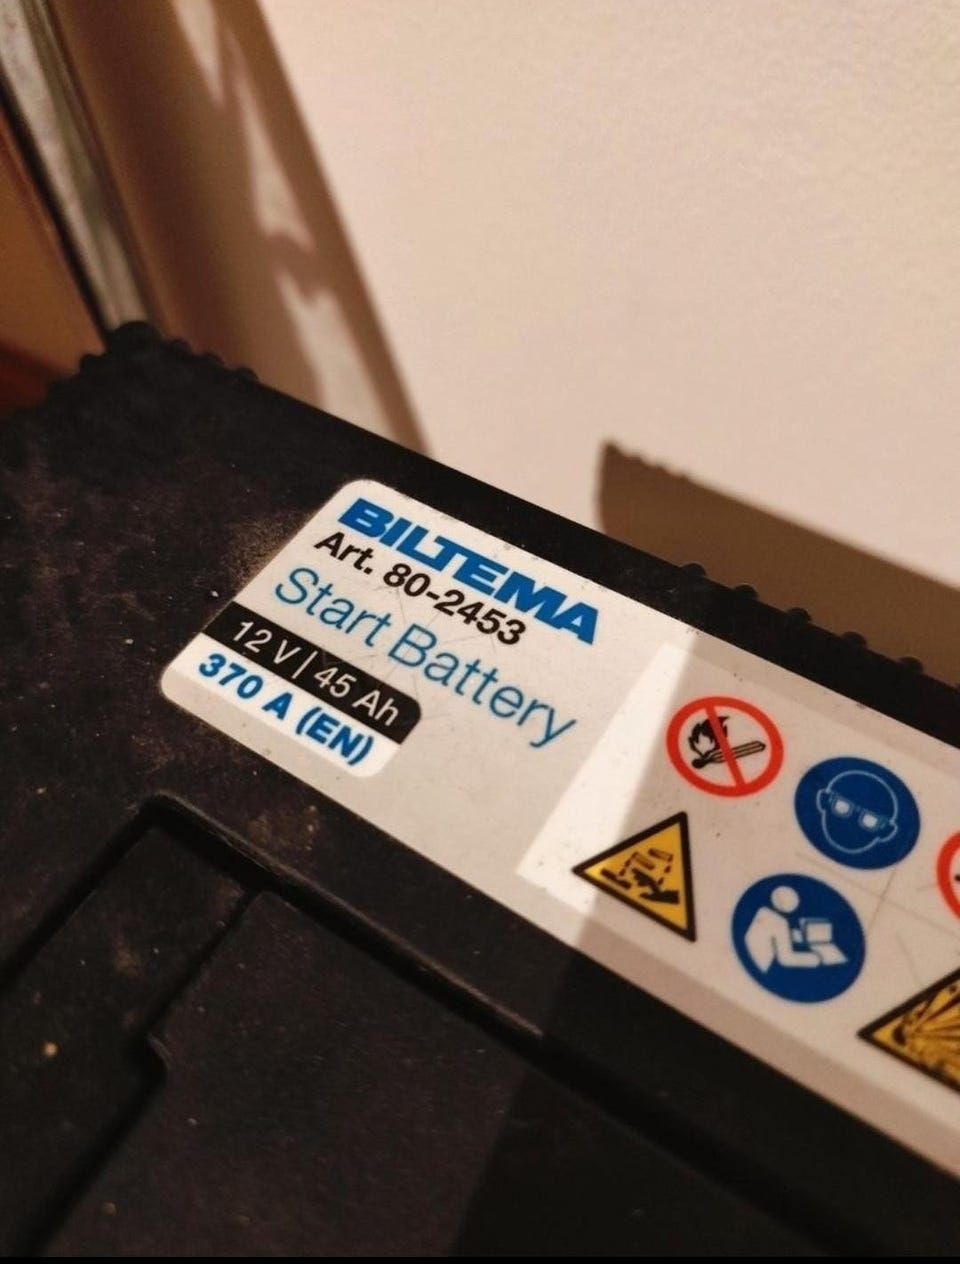 BILTEMA
Art. 80-2453
Start Battery
12 V | 45 Ah
370 A (EN)